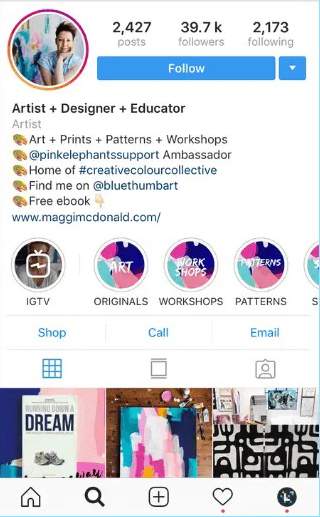 2,427 39.7 k 2,173
posts followers following
Follow
Artist + Designer + Educator
Artist
🎨Art + Prints + Patterns + Workshops
🎨@pinkelephantssupport Ambassador
🎨Home of #creativecolourcollective
🎨Find me on @bluethumbart
🎨Free ebook 👇🏻
www.maggimcdonald.com/
ART WORK SHOPS PATTERNS
IGTV ORIGINALS WORKSHOPS PATTERNS S
Shop Call Email
RUNNING DOWN A
DREAM